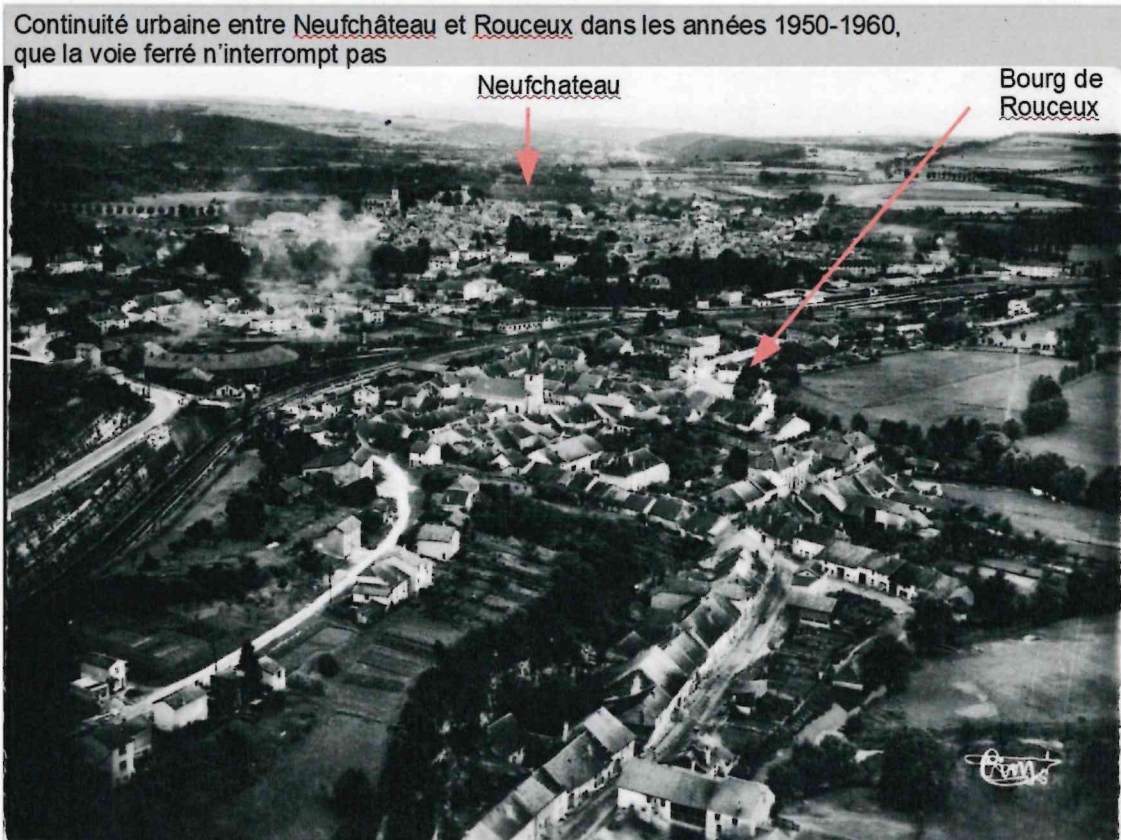 Continuité urbaine entre Neufchâteau et Rouceux dans les années 1950-1960,
que la voie ferré n'interrompt pas
Neufchateau
Bourg de
Rouceux
Cim